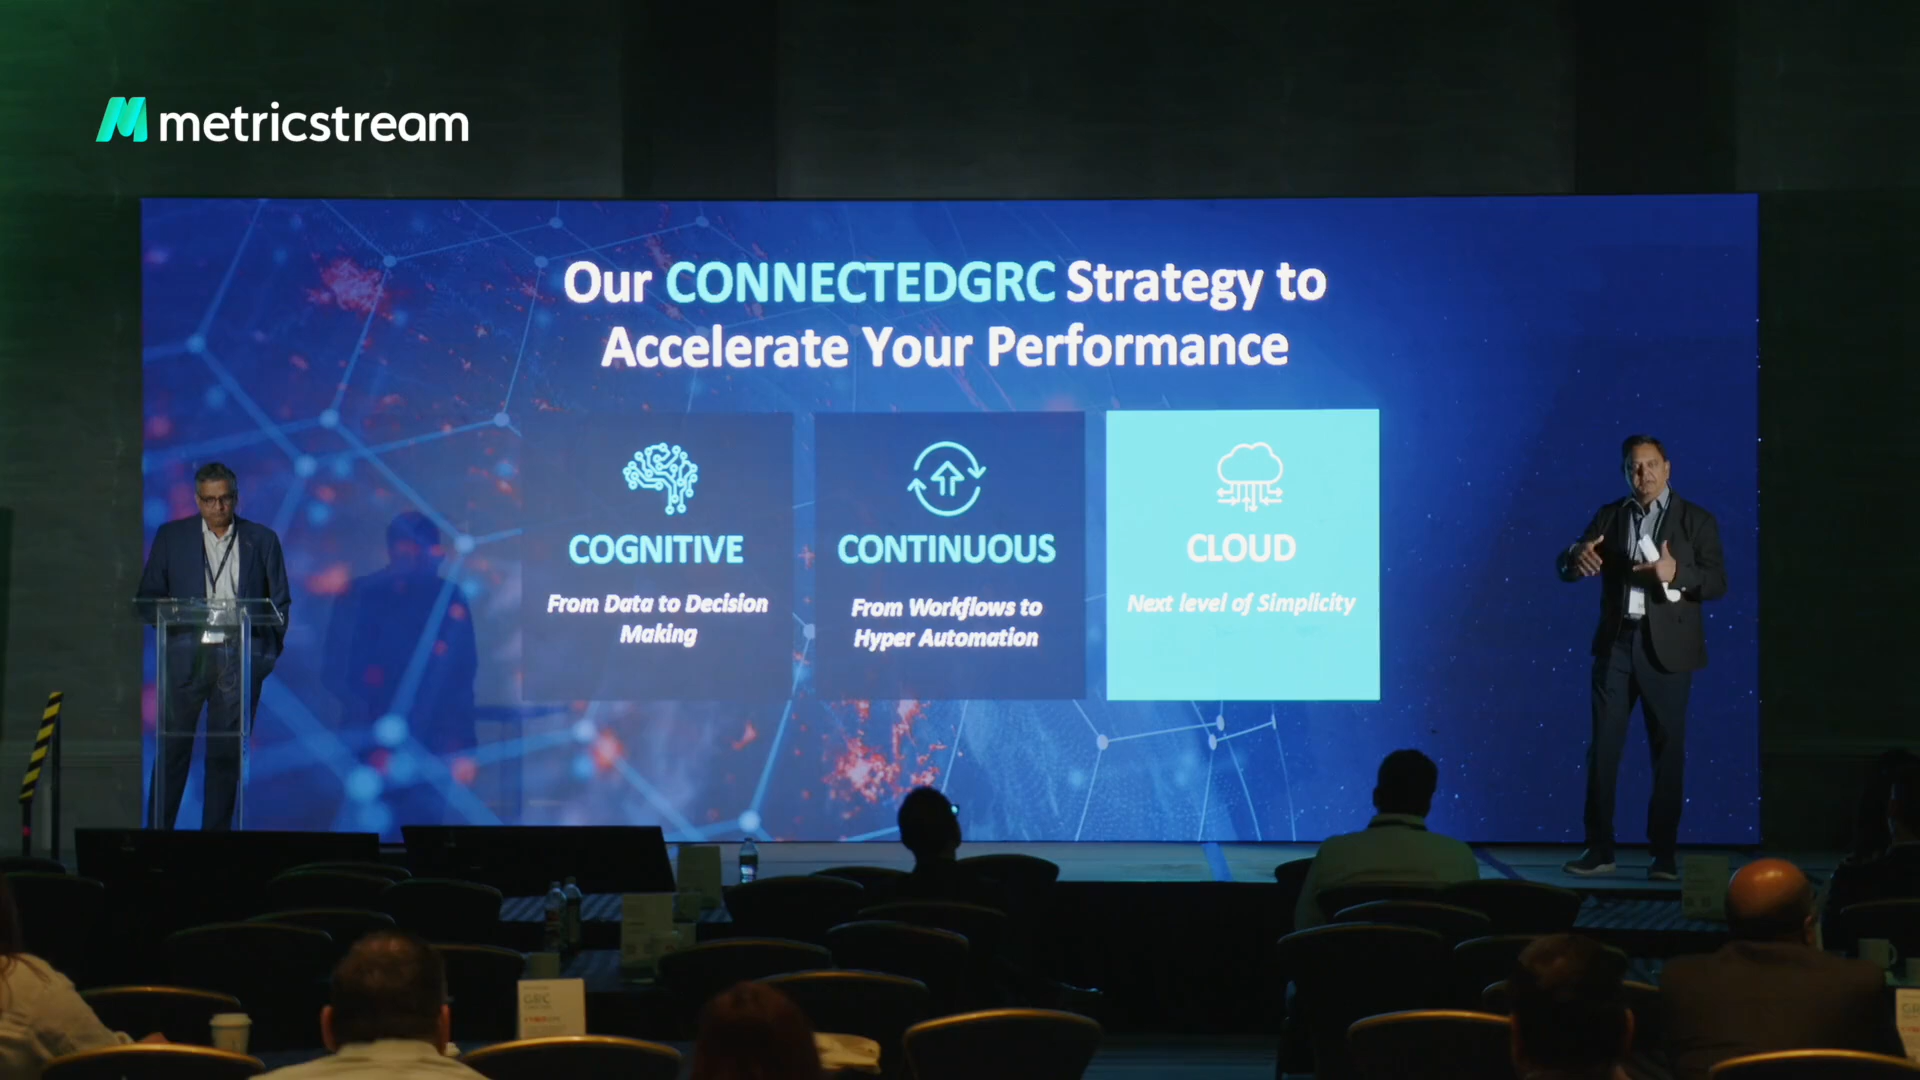 metricstream
Our CONNECTEDGRC Strategy to
Accelerate Your Performance
COGNITIVE
From Data to Decision
Making
CONTINUOUS
From Workflows to
Hyper Automation
CLOUD
Next level of Simplicity
GRC